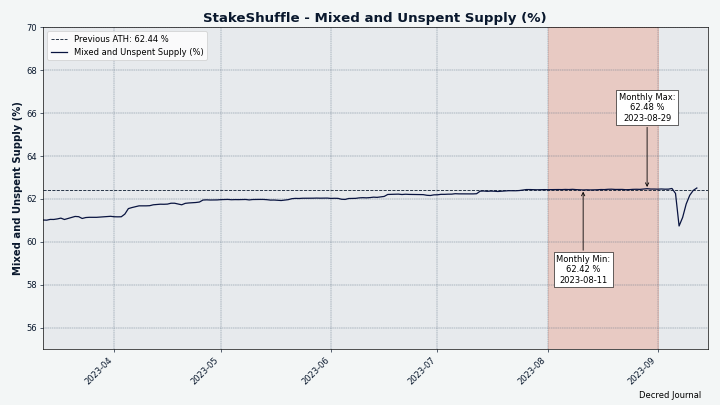 StakeShuffle - Mixed and Unspent Supply (%)
Previous ATH: 62.44 %
Mixed and Unspent Supply (%)
Mixed and Unspent Supply (%)
70
68
66
64
62
60
58
56
Monthly Max:
62.48 %
2023-08-29
Monthly Min:
62.42 %
2023-08-11
2023-04
2023-05
2023-06
2023-07
2023-08
2023-09
Decred Journal